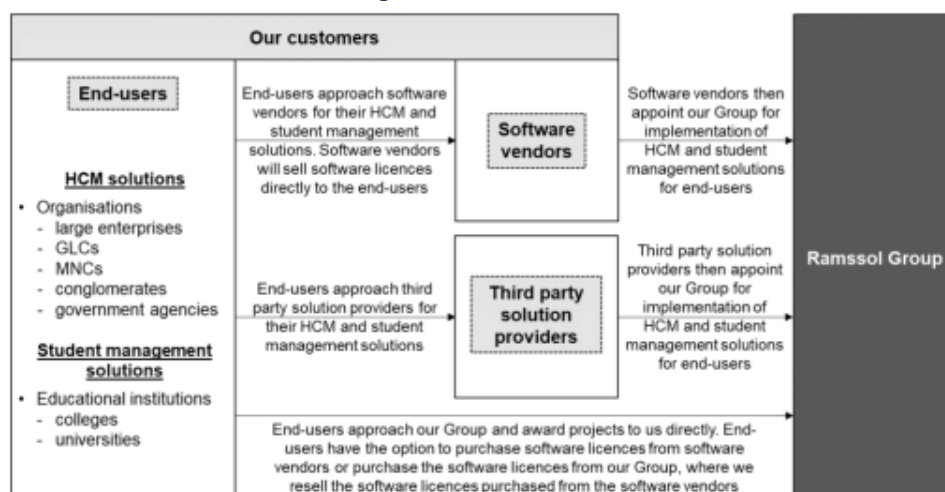 Our customers
End-users
HCM solutions
• Organisations
- large enterprises
- GLCs
- MNCs
- conglomerates
- government agencies
Student management
solutions
• Educational institutions
- colleges
- universities
End-users approach software
vendors for their HCM and
student management
solutions. Software vendors
will sell software licences
directly to the end-users
Software
vendors
Software vendors then
appoint our Group for
implementation of
HCM and student
management solutions
for end-users
End-users approach third
party solution providers for
their HCM and student
management solutions
Third party
solution
providers
Third party solution
providers then appoint
our Group for
implementation of
HCM and student
management solutions
for end-users
End-users approach our Group and award projects to us directly. End-
users have the option to purchase software licences from software
vendors or purchase the software licences from our Group, where we
resell the software licences purchased from the software vendors
Ramssol Group